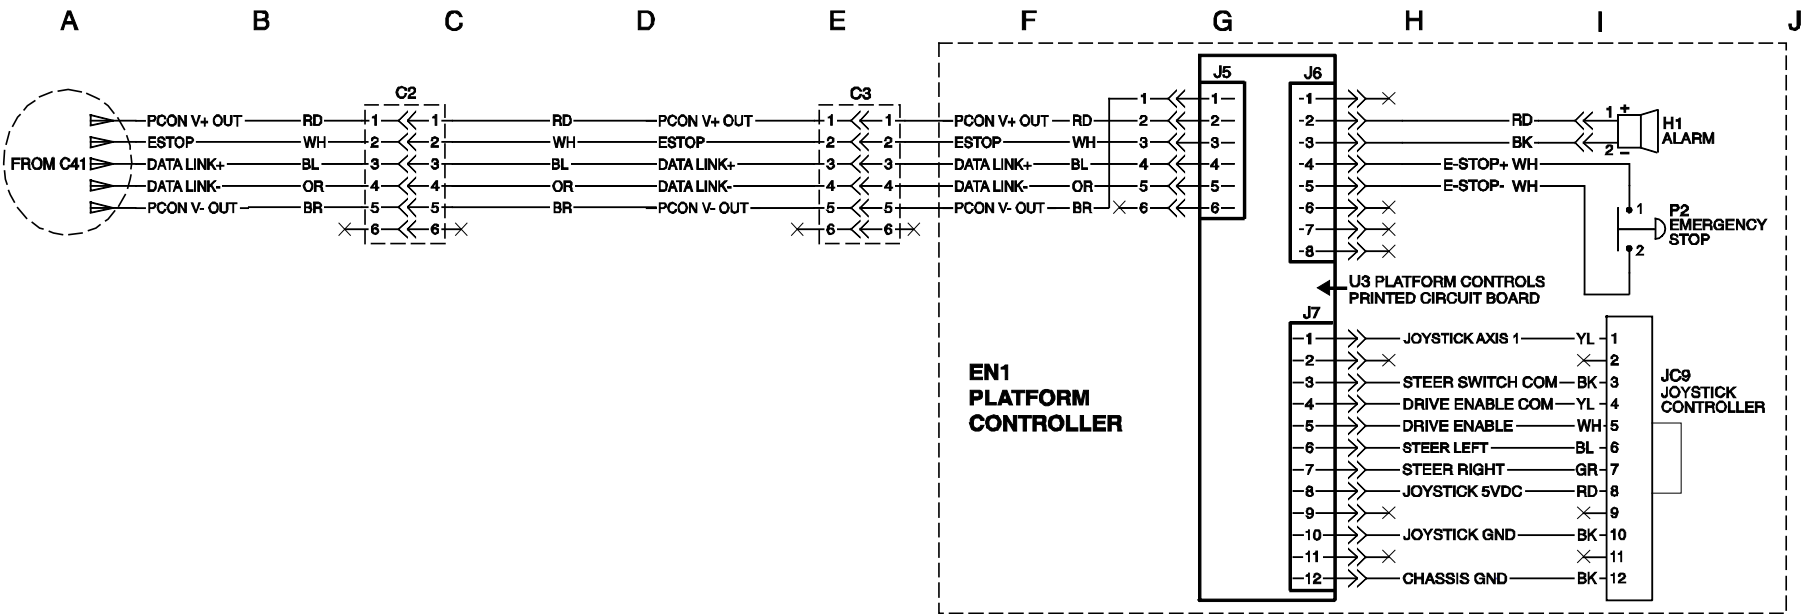 A B C D E F G H I J
C2 C3 J5 J6
FROM C41
PCON V+ OUT RD 1 1 RD PCON V+ OUT 1 1 PCON V+ OUT RD
ESTOP WH 2 2 WH ESTOP 2 2 ESTOP WH
DATA LINK+ BL 3 3 BL DATA LINK+ 3 3 DATA LINK+ BL
DATA LINK- OR 4 4 OR DATA LINK- 4 4 DATA LINK- OR
PCON V- OUT BR 5 5 BR PCON V- OUT 5 5 PCON V- OUT BR
6 6 6 6
1 1
2 2
3 3
4 4
5 5
6 6
1
2 RD 1 +
3 BK 2 -
4 E-STOP+ WH
5 E-STOP- WH
6
7
8
H1
ALARM
1
P2
EMERGENCY
STOP
2
U3 PLATFORM CONTROLS
PRINTED CIRCUIT BOARD
J7
1 JOYSTICK AXIS 1 YL 1
2 2
3 STEER SWITCH COM BK 3
4 DRIVE ENABLE COM YL 4
5 DRIVE ENABLE WH 5
6 STEER LEFT BL 6
7 STEER RIGHT GR 7
8 JOYSTICK 5VDC RD 8
9 9
10 JOYSTICK GND BK 10
11 11
12 CHASSIS GND BK 12
EN1
PLATFORM
CONTROLLER
JC9
JOYSTICK
CONTROLLER